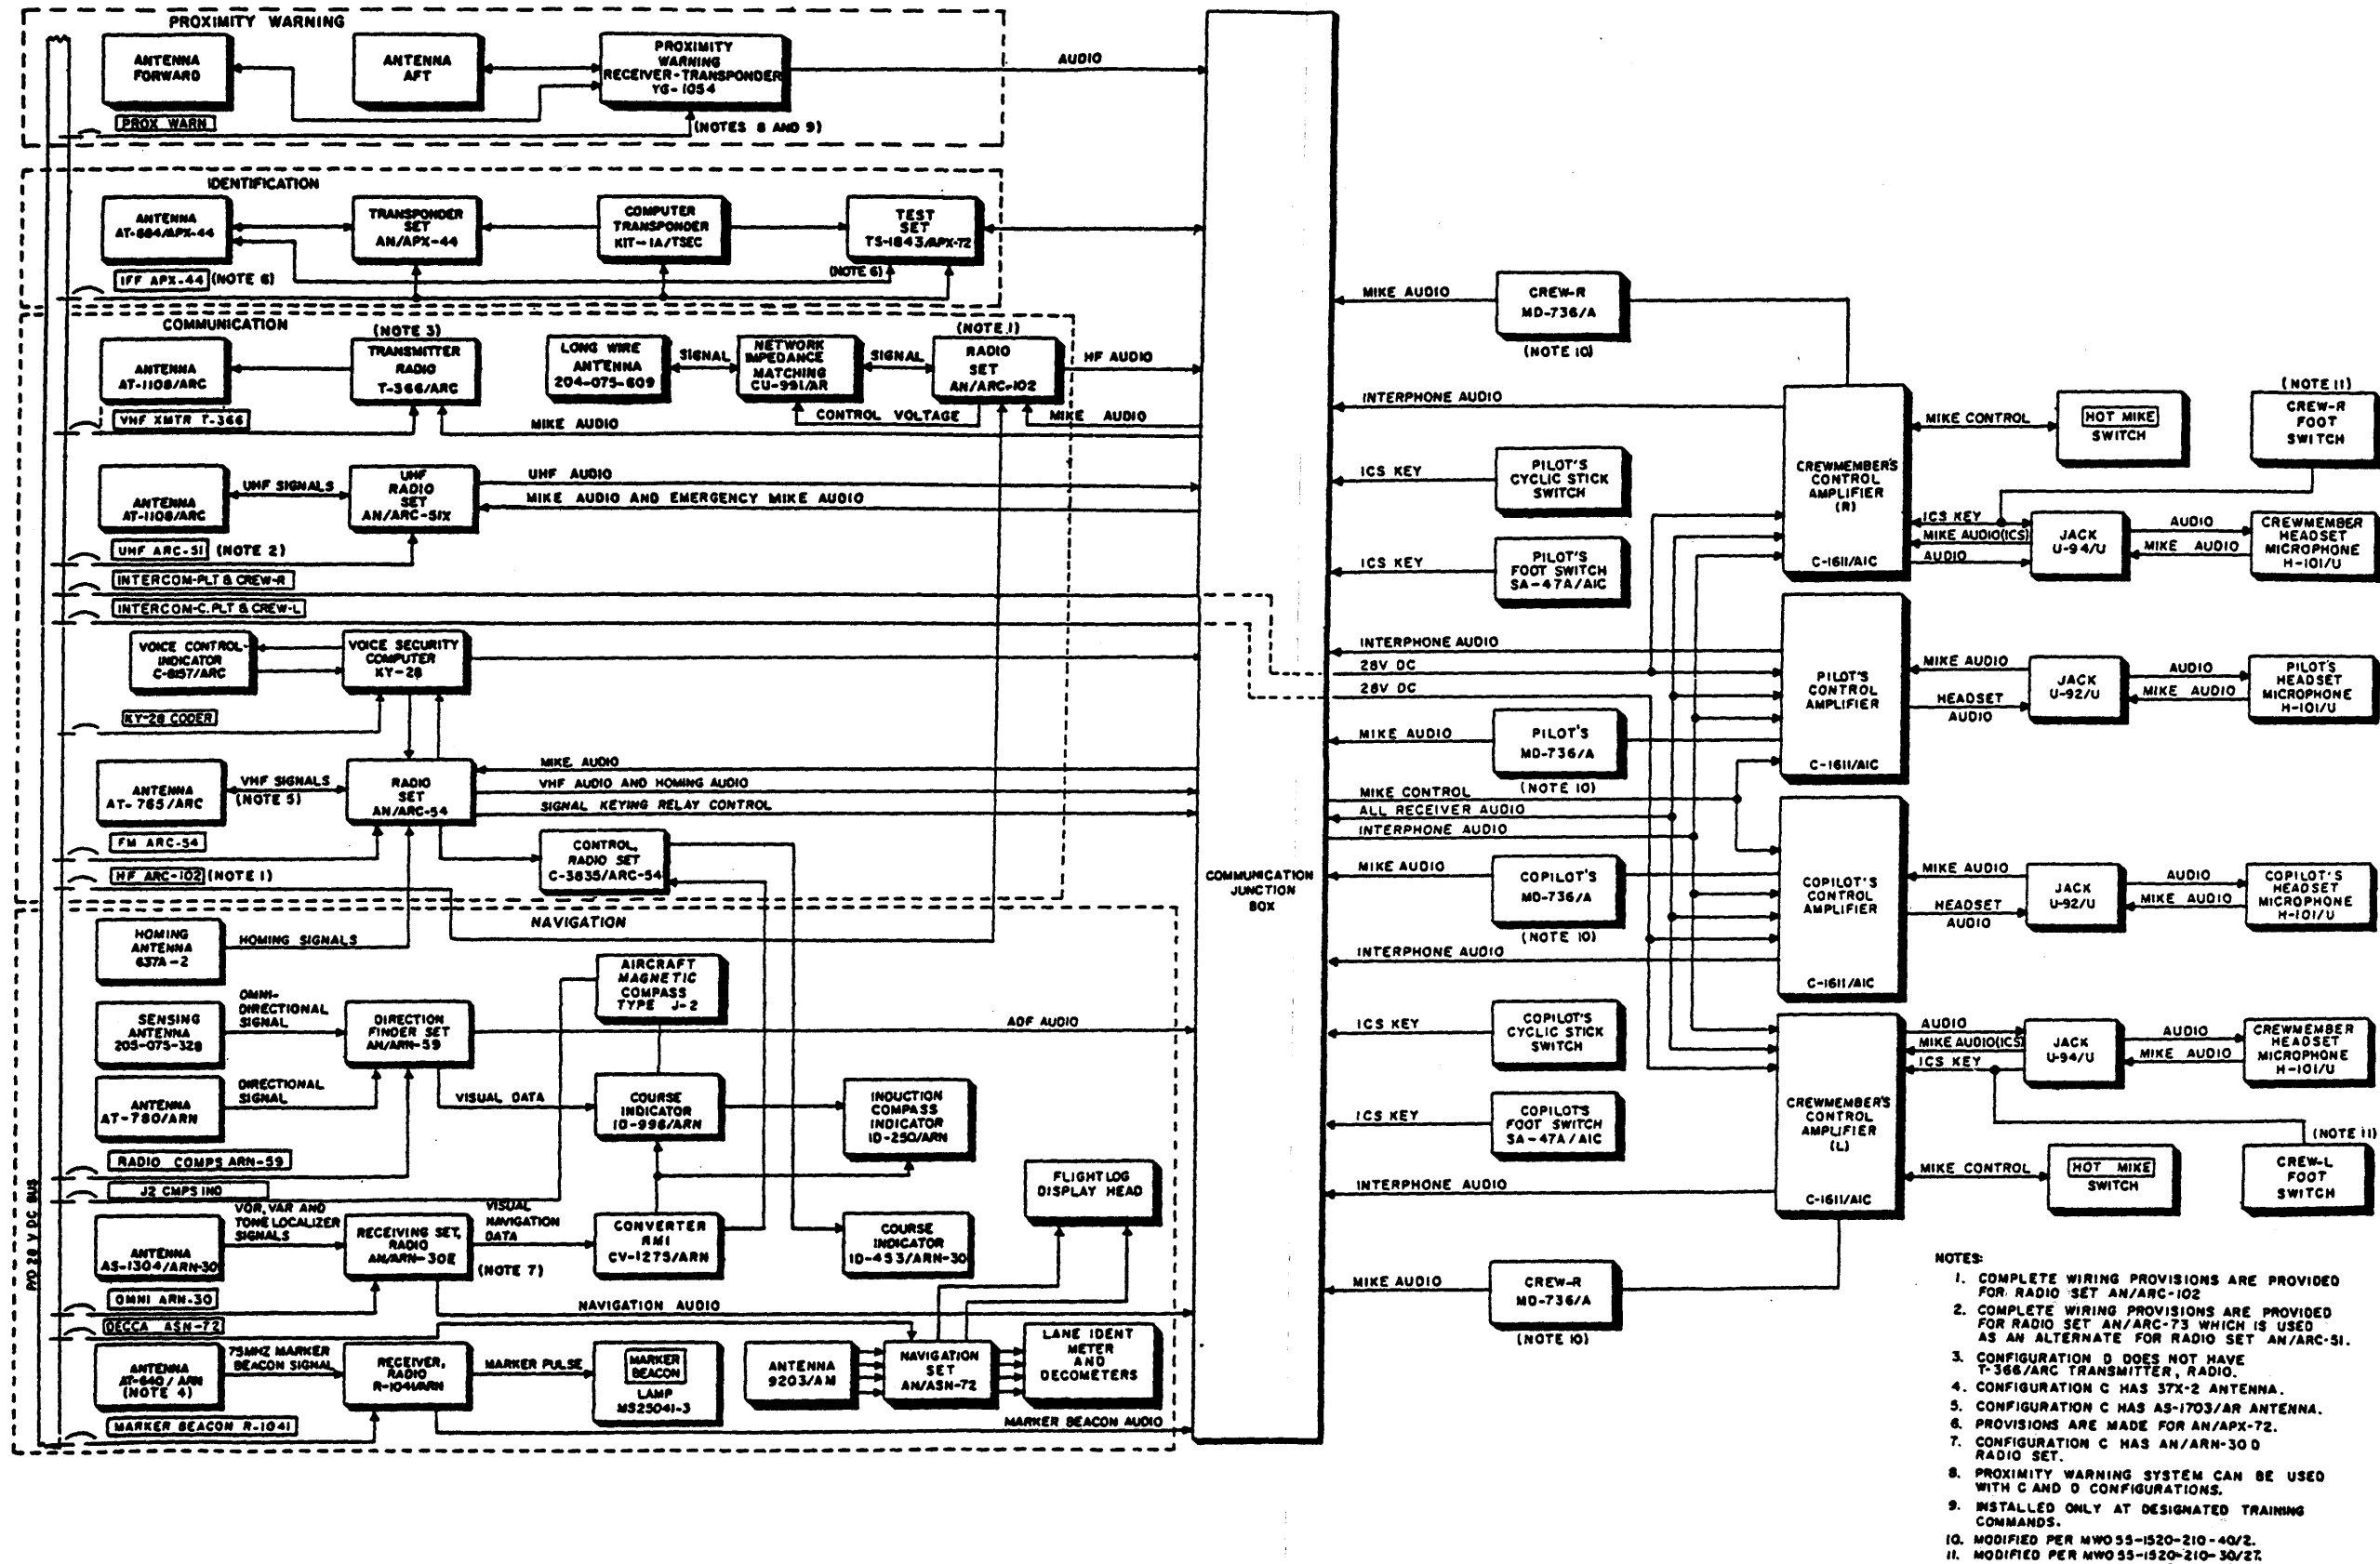 PROXIMITY WARNING
ANTENNA
FORWARD
ANTENNA
AFT
PROXIMITY
WARNING
RECEIVER-TRANSPONDER
YG-1054
AUDIO
PROX WARN
(NOTES 8 AND 9)
IDENTIFICATION
ANTENNA
AT-884/APX-44
TRANSPONDER
SET
AN/APX-44
COMPUTER
TRANSPONDER
KIT-1A/TSEC
TEST
SET
TS-1843/APX-72
IFF APX-44 (NOTE 6)
(NOTE 6)
COMMUNICATION
(NOTE 3)
(NOTE 1)
ANTENNA
AT-1108/ARC
TRANSMITTER
RADIO
T-366/ARC
LONG WIRE
ANTENNA
204-075-609
SIGNAL
NETWORK
IMPEDANCE
MATCHING
CU-991/AR
SIGNAL
RADIO
SET
AN/ARC-102
HF AUDIO
CONTROL VOLTAGE
MIKE AUDIO
VHF XMTR T-366
MIKE AUDIO
ANTENNA
AT-1108/ARC
UHF SIGNALS
UHF
RADIO
SET
AN/ARC-51X
UHF AUDIO
MIKE AUDIO AND EMERGENCY MIKE AUDIO
UHF ARC-51 (NOTE 2)
INTERCOM-PLT & CREW-R
INTERCOM-C.PLT & CREW-L
VOICE CONTROL-
INDICATOR
C-8157/ARC
VOICE SECURITY
COMPUTER
KY-28
KY-28 CODER
ANTENNA
AT-765/ARC
VHF SIGNALS
(NOTE 5)
RADIO
SET
AN/ARC-54
MIKE AUDIO
VHF AUDIO AND HOMING AUDIO
SIGNAL KEYING RELAY CONTROL
FM ARC-54
CONTROL,
RADIO SET
C-3835/ARC-54
HF ARC-102 (NOTE 1)
NAVIGATION
HOMING
ANTENNA
637A-2
HOMING SIGNALS
AIRCRAFT
MAGNETIC
COMPASS
TYPE J-2
SENSING
ANTENNA
205-075-328
OMNI-
DIRECTIONAL
SIGNAL
DIRECTION
FINDER SET
AN/ARN-59
ADF AUDIO
ANTENNA
AT-780/ARN
DIRECTIONAL
SIGNAL
VISUAL DATA
COURSE
INDICATOR
ID-998/ARN
INDUCTION
COMPASS
INDICATOR
ID-250/ARN
RADIO COMPS ARN-59
J2 CMPS IND
FLIGHT LOG
DISPLAY HEAD
P/O 28 V DC BUS
ANTENNA
AS-1304/ARN-30
VOR, VAR AND
TONE LOCALIZER
SIGNALS
RECEIVING SET,
RADIO
AN/ARN-30E
VISUAL
NAVIGATION
DATA
(NOTE 7)
CONVERTER
RMI
CV-1275/ARN
COURSE
INDICATOR
ID-453/ARN-30
OMNI ARN-30
NAVIGATION AUDIO
DECCA ASN-72
ANTENNA
AT-640/ARN
(NOTE 4)
75MHZ MARKER
BEACON SIGNAL
RECEIVER,
RADIO
R-1041/ARN
MARKER PULSE
MARKER
BEACON
LAMP
MS25041-3
ANTENNA
9203/AM
NAVIGATION
SET
AN/ASN-72
LANE IDENT
METER
AND
DECOMETERS
MARKER BEACON R-1041
MARKER BEACON AUDIO
COMMUNICATION
JUNCTION
BOX
MIKE AUDIO
CREW-R
MD-736/A
(NOTE 10)
INTERPHONE AUDIO
ICS KEY
PILOT'S
CYCLIC STICK
SWITCH
ICS KEY
PILOT'S
FOOT SWITCH
SA-47A/AIC
INTERPHONE AUDIO
28V DC
28V DC
MIKE AUDIO
PILOT'S
MD-736/A
(NOTE 10)
MIKE CONTROL
ALL RECEIVER AUDIO
INTERPHONE AUDIO
MIKE AUDIO
COPILOT'S
MD-736/A
(NOTE 10)
INTERPHONE AUDIO
ICS KEY
COPILOT'S
CYCLIC STICK
SWITCH
ICS KEY
COPILOT'S
FOOT SWITCH
SA-47A/AIC
INTERPHONE AUDIO
MIKE AUDIO
CREW-R
MD-736/A
(NOTE 10)
CREWMEMBER'S
CONTROL
AMPLIFIER
(R)
C-1611/AIC
MIKE CONTROL
HOT MIKE
SWITCH
(NOTE 11)
CREW-R
FOOT
SWITCH
ICS KEY
MIKE AUDIO(ICS)
AUDIO
JACK
U-94/U
AUDIO
MIKE AUDIO
CREWMEMBER
HEADSET
MICROPHONE
H-101/U
PILOT'S
CONTROL
AMPLIFIER
C-1611/AIC
MIKE AUDIO
HEADSET
AUDIO
JACK
U-92/U
AUDIO
MIKE AUDIO
PILOT'S
HEADSET
MICROPHONE
H-101/U
COPILOT'S
CONTROL
AMPLIFIER
C-1611/AIC
MIKE AUDIO
HEADSET
AUDIO
JACK
U-92/U
AUDIO
MIKE AUDIO
COPILOT'S
HEADSET
MICROPHONE
H-101/U
CREWMEMBER'S
CONTROL
AMPLIFIER
(L)
C-1611/AIC
AUDIO
MIKE AUDIO(ICS)
ICS KEY
JACK
U-94/U
AUDIO
MIKE AUDIO
CREWMEMBER
HEADSET
MICROPHONE
H-101/U
MIKE CONTROL
HOT MIKE
SWITCH
(NOTE 11)
CREW-L
FOOT
SWITCH
NOTES:
1. COMPLETE WIRING PROVISIONS ARE PROVIDED
FOR RADIO SET AN/ARC-102
2. COMPLETE WIRING PROVISIONS ARE PROVIDED
FOR RADIO SET AN/ARC-73 WHICH IS USED
AS AN ALTERNATE FOR RADIO SET AN/ARC-51.
3. CONFIGURATION D DOES NOT HAVE
T-366/ARC TRANSMITTER, RADIO.
4. CONFIGURATION C HAS 37X-2 ANTENNA.
5. CONFIGURATION C HAS AS-1703/AR ANTENNA.
6. PROVISIONS ARE MADE FOR AN/APX-72.
7. CONFIGURATION C HAS AN/ARN-30D
RADIO SET.
8. PROXIMITY WARNING SYSTEM CAN BE USED
WITH C AND D CONFIGURATIONS.
9. INSTALLED ONLY AT DESIGNATED TRAINING
COMMANDS.
10. MODIFIED PER MWO 55-1520-210-40/2.
11. MODIFIED PER MWO 55-1520-210-30/27.